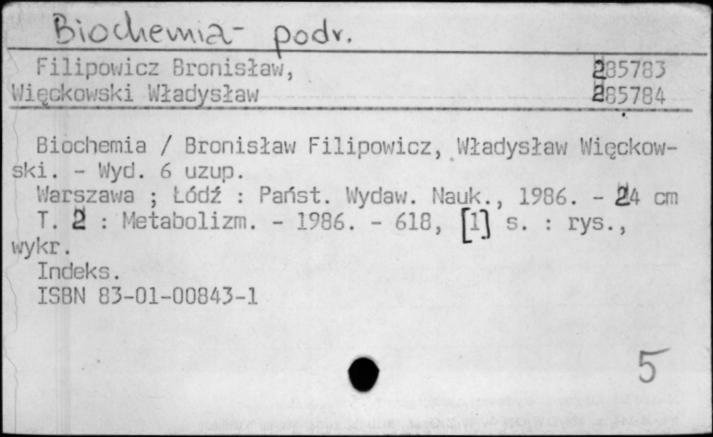 Biochemia - podr.
Filipowicz Bronisław, 285783
Więckowski Władysław 285784
Biochemia / Bronisław Filipowicz, Władysław Więckow-
ski. - Wyd. 6 uzup.
Warszawa ; Łódź : Państ. Wydaw. Nauk., 1986. - 24 cm
T. 2 : Metabolizm. - 1986. - 618, [1] s. : rys.,
wykr.
Indeks.
ISBN 83-01-00843-1
5